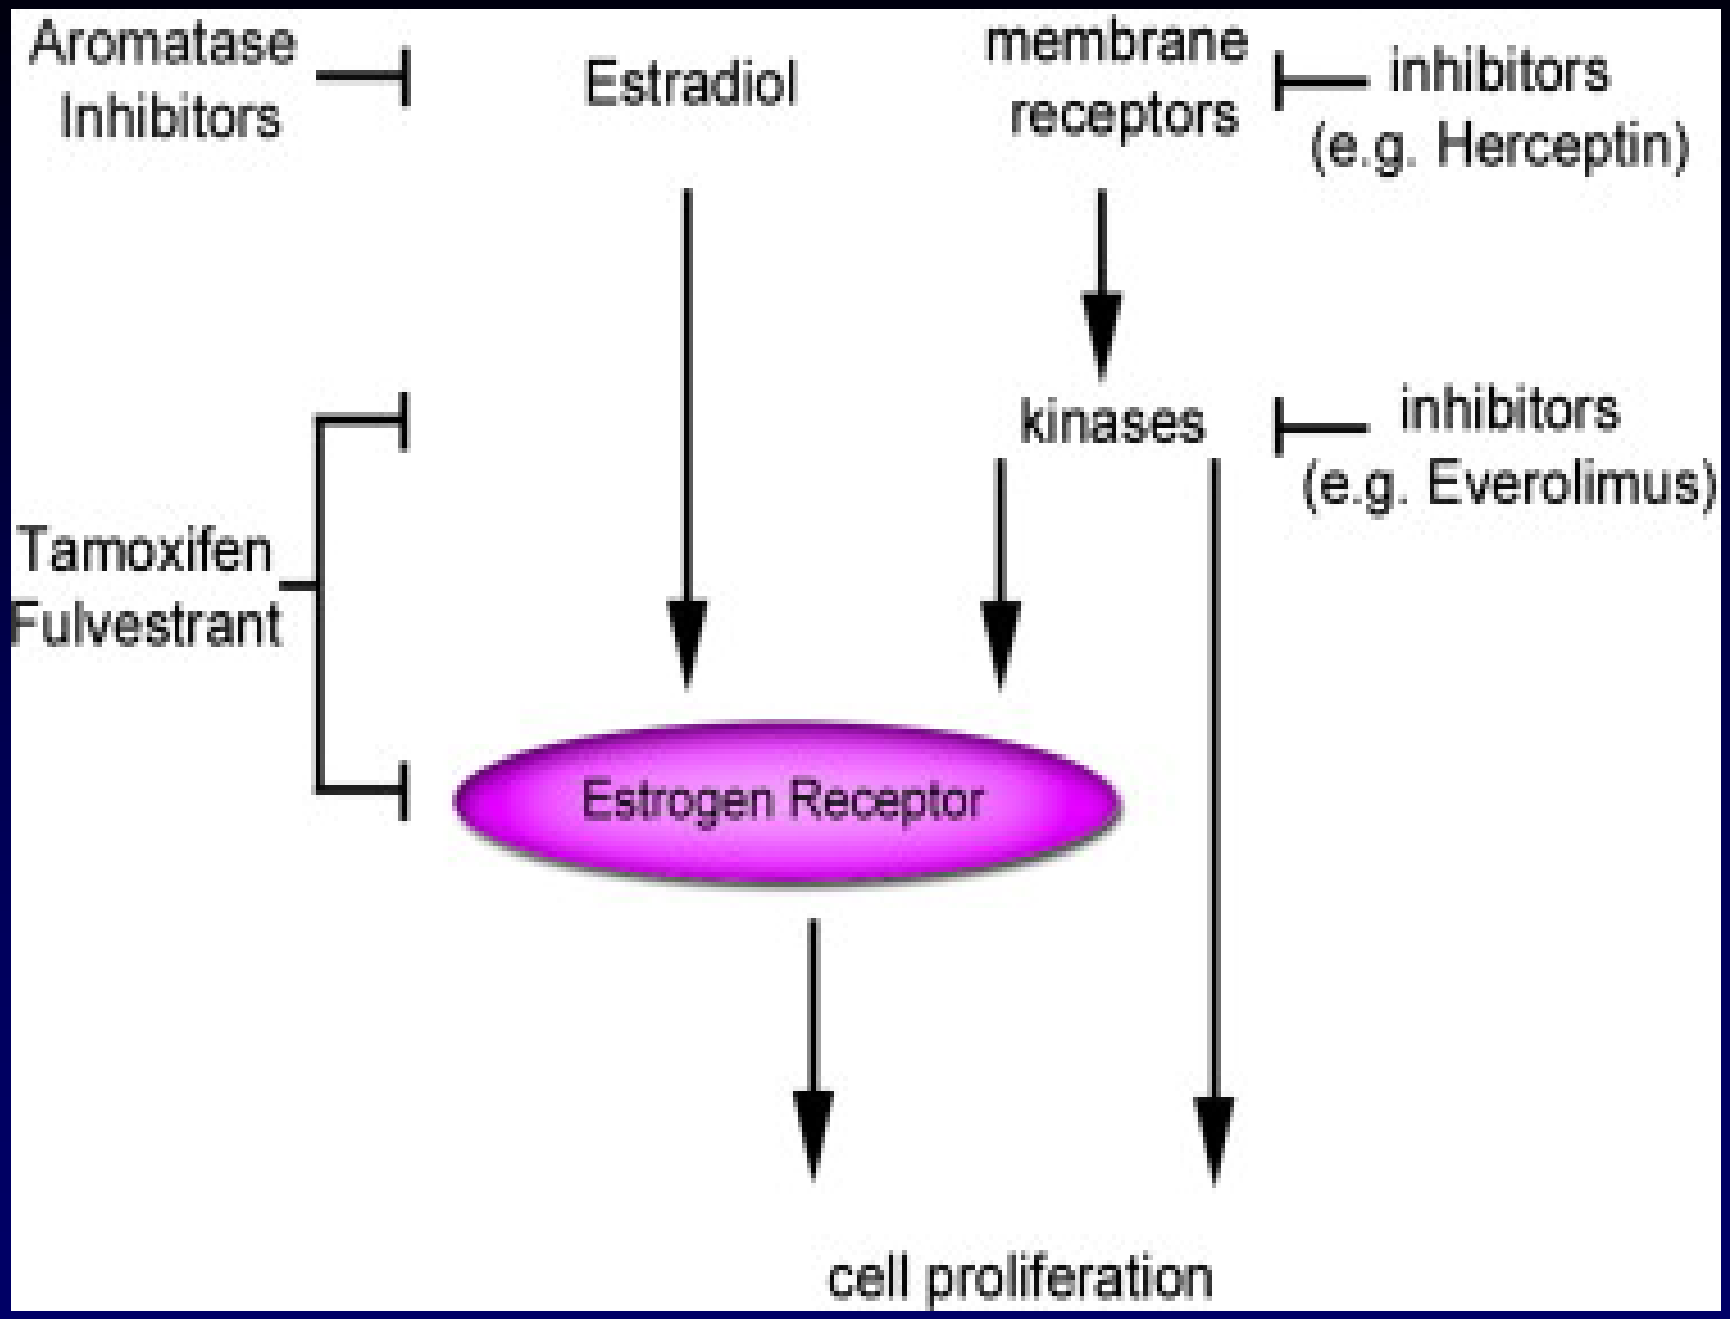 Aromatase
Inhibitors
Estradiol
membrane
receptors
inhibitors
(e.g. Herceptin)
kinases
inhibitors
(e.g. Everolimus)
Tamoxifen
Fulvestrant
Estrogen Receptor
cell proliferation